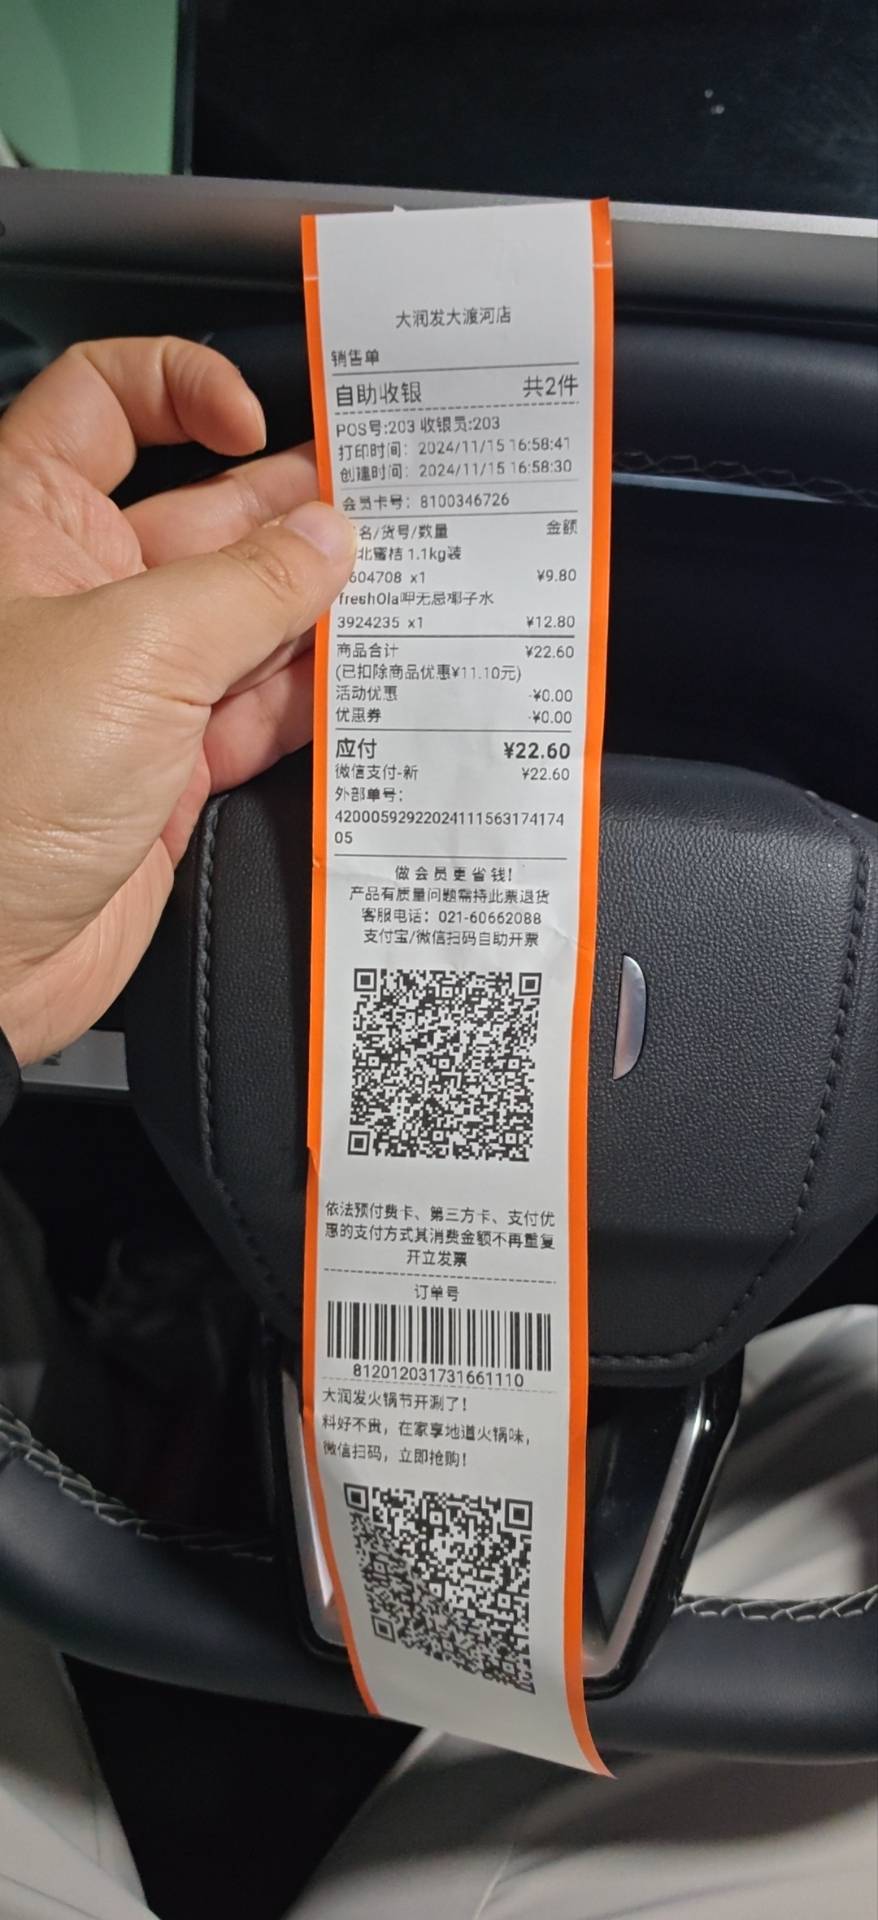 大润发大渡河店
销售单
自助收银 共2件
POS号:203 收银员:203
打印时间：2024/11/15 16:58:41
创建时间：2024/11/15 16:58:30
会员卡号：8100346726
名/货号/数量 金额
北蜜桔 1.1kg装
604708 x1 ¥9.80
freshOla呷无忌椰子水
3924235 x1 ¥12.80
商品合计 ¥22.60
(已扣除商品优惠¥11.10元)
活动优惠 -¥0.00
优惠券 -¥0.00
应付 ¥22.60
微信支付-新 ¥22.60
外部单号：
42000592922024111563174174
05
做会员更省钱！
产品有质量问题需持此票退货
客服电话：021-60662088
支付宝/微信扫码自助开票
依法预付费卡、第三方卡、支付优
惠的支付方式其消费金额不再重复
开立发票
订单号
812012031731661110
大润发火锅节开涮了！
料好不贵，在家享地道火锅味，
微信扫码，立即抢购！